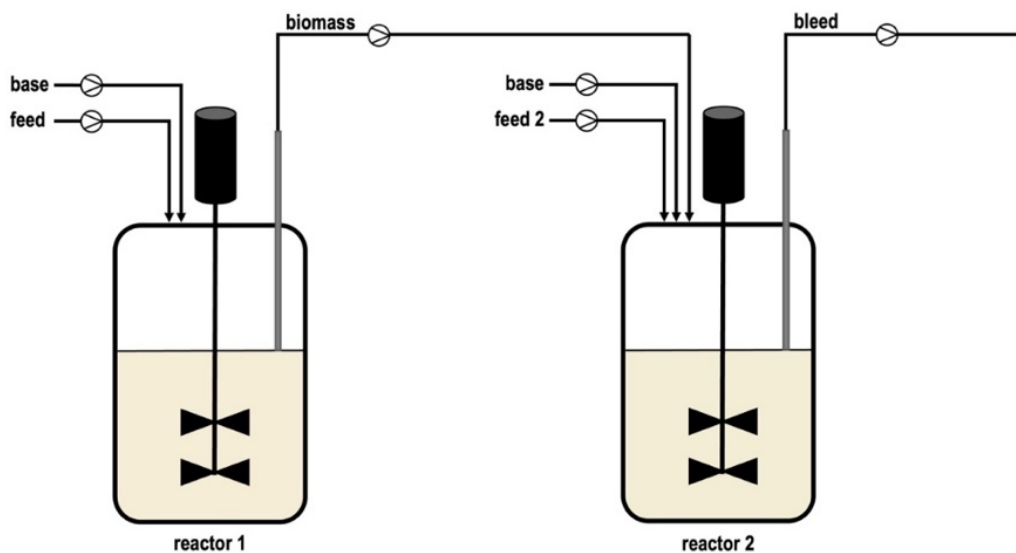 biomass
bleed
base
feed
base
feed 2
reactor 1
reactor 2